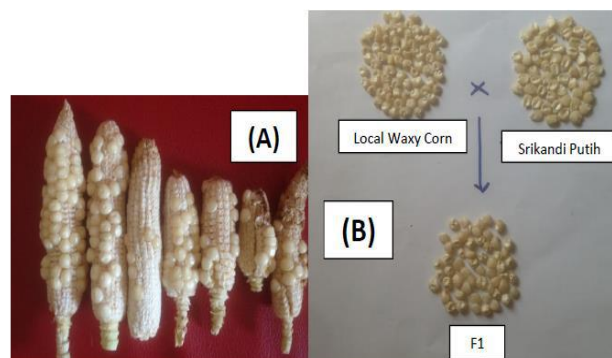 (A)
Local Waxy Corn
×
Srikandi Putih
(B)
F1